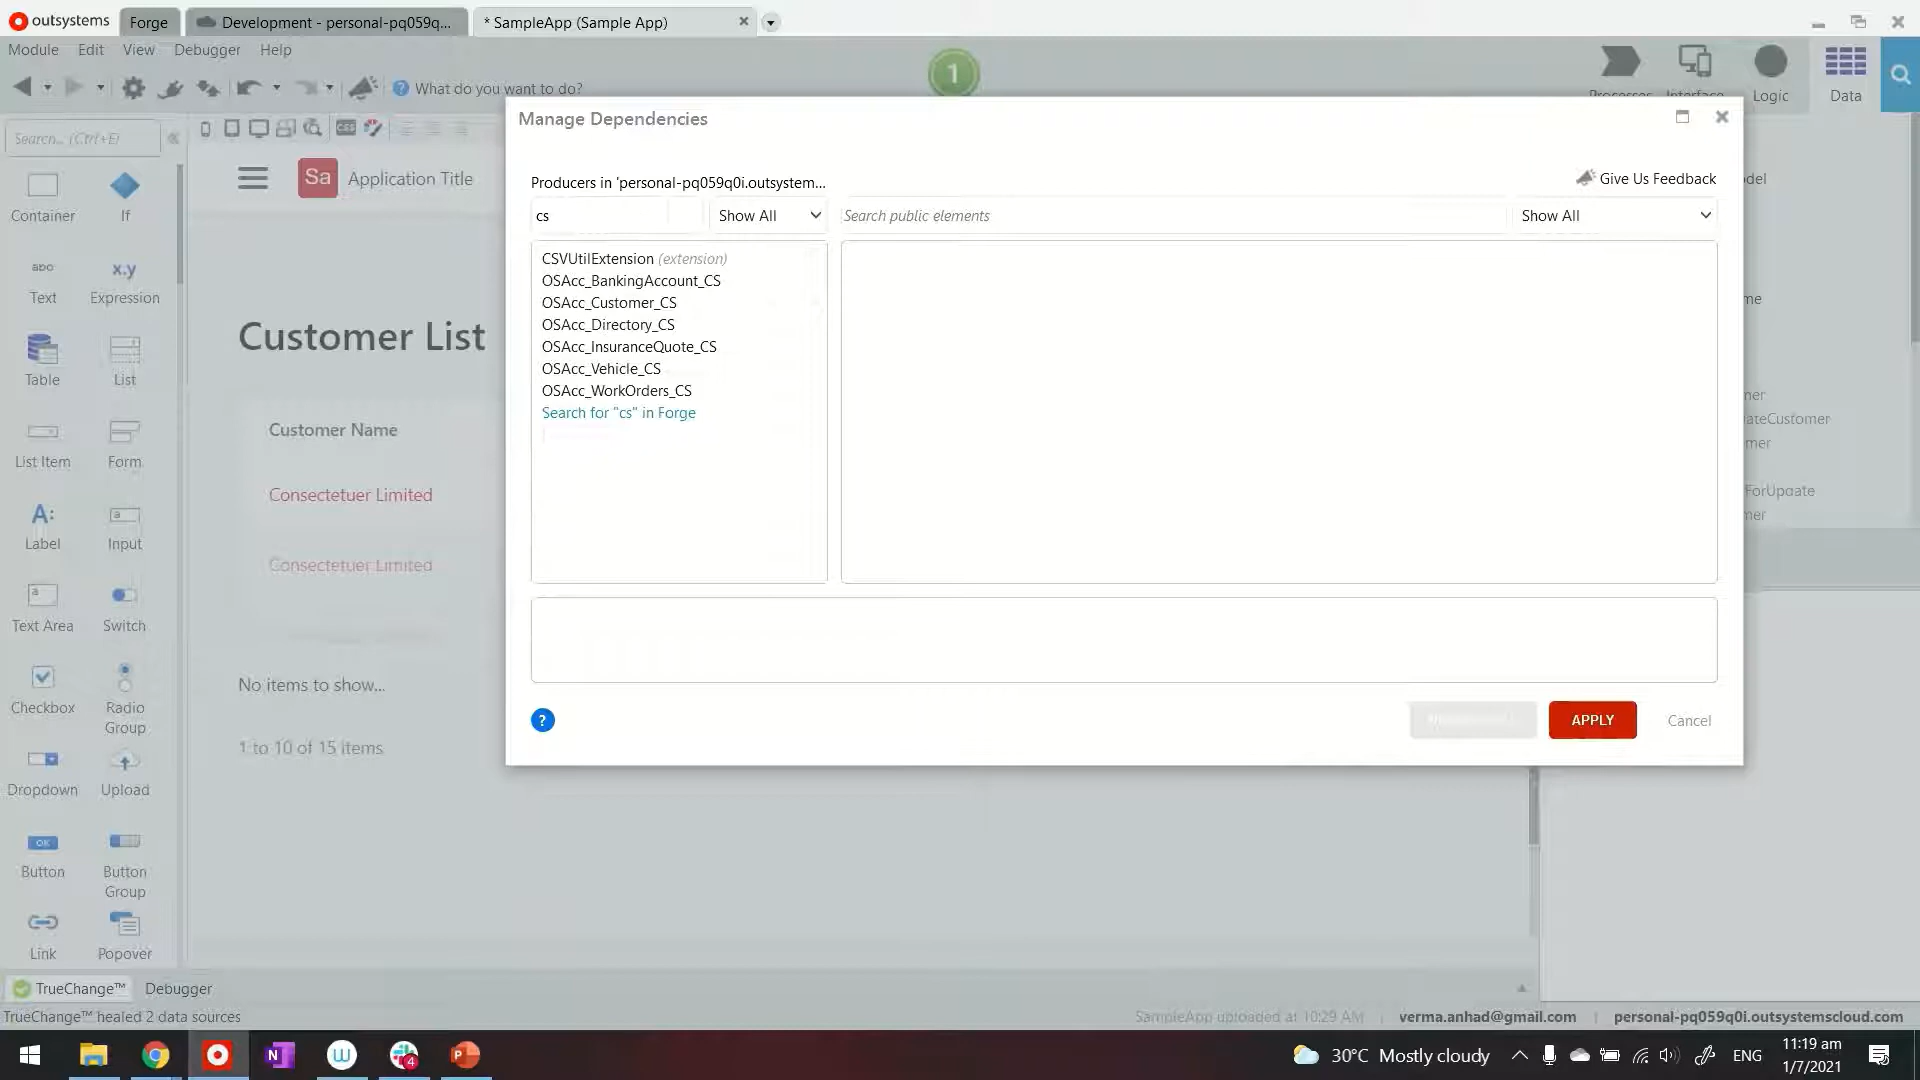 outsystems
Forge
Development - personal-pq059q...
* SampleApp (Sample App)
Module Edit View Debugger Help
What do you want to do?
1
Processes Interface Logic Data
Search... (Ctrl+E)
Container If
Text Expression
Table List
List Item Form
Label Input
Text Area Switch
Checkbox Radio Group
Dropdown Upload
Button Button Group
Link Popover
Sa Application Title
Customer List
Customer Name
Consectetuer Limited
Consectetuer Limited
No items to show...
1 to 10 of 15 items
Manage Dependencies
Producers in 'personal-pq059q0i.outsystem...
Give Us Feedback
cs Show All
Search public elements
Show All
CSVUtilExtension (extension)
OSAcc_BankingAccount_CS
OSAcc_Customer_CS
OSAcc_Directory_CS
OSAcc_InsuranceQuote_CS
OSAcc_Vehicle_CS
OSAcc_WorkOrders_CS
Search for "cs" in Forge
?
APPLY
Cancel
TrueChange™ Debugger
TrueChange™ healed 2 data sources
SampleApp uploaded at 10:29 AM
verma.anhad@gmail.com
personal-pq059q0i.outsystemscloud.com
30°C Mostly cloudy
ENG
11:19 am
1/7/2021